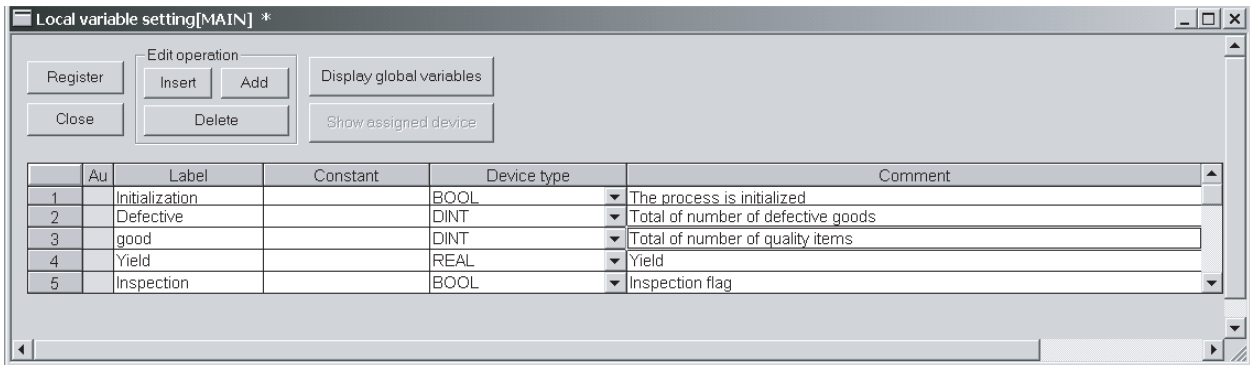 Local variable setting[MAIN] *
Edit operation
Register
Insert
Add
Display global variables
Close
Delete
Show assigned device
Au Label Constant Device type Comment
1 Initialization BOOL The process is initialized
2 Defective DINT Total of number of defective goods
3 good DINT Total of number of quality items
4 Yield REAL Yield
5 Inspection BOOL Inspection flag